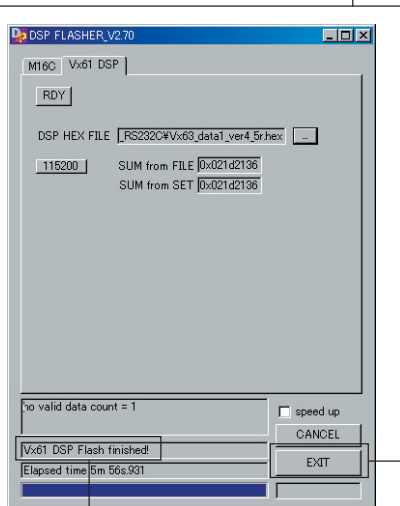 DSP FLASHER_V2.70
M16C Vx61 DSP
RDY
DSP HEX FILE _RS232C¥Vx63_data1_ver4_5r.hex ...
115200 SUM from FILE 0x021d2136
SUM from SET 0x021d2136
no valid data count = 1
speed up
CANCEL
Vx61 DSP Flash finished!
EXIT
Elapsed time 5m 56s.931